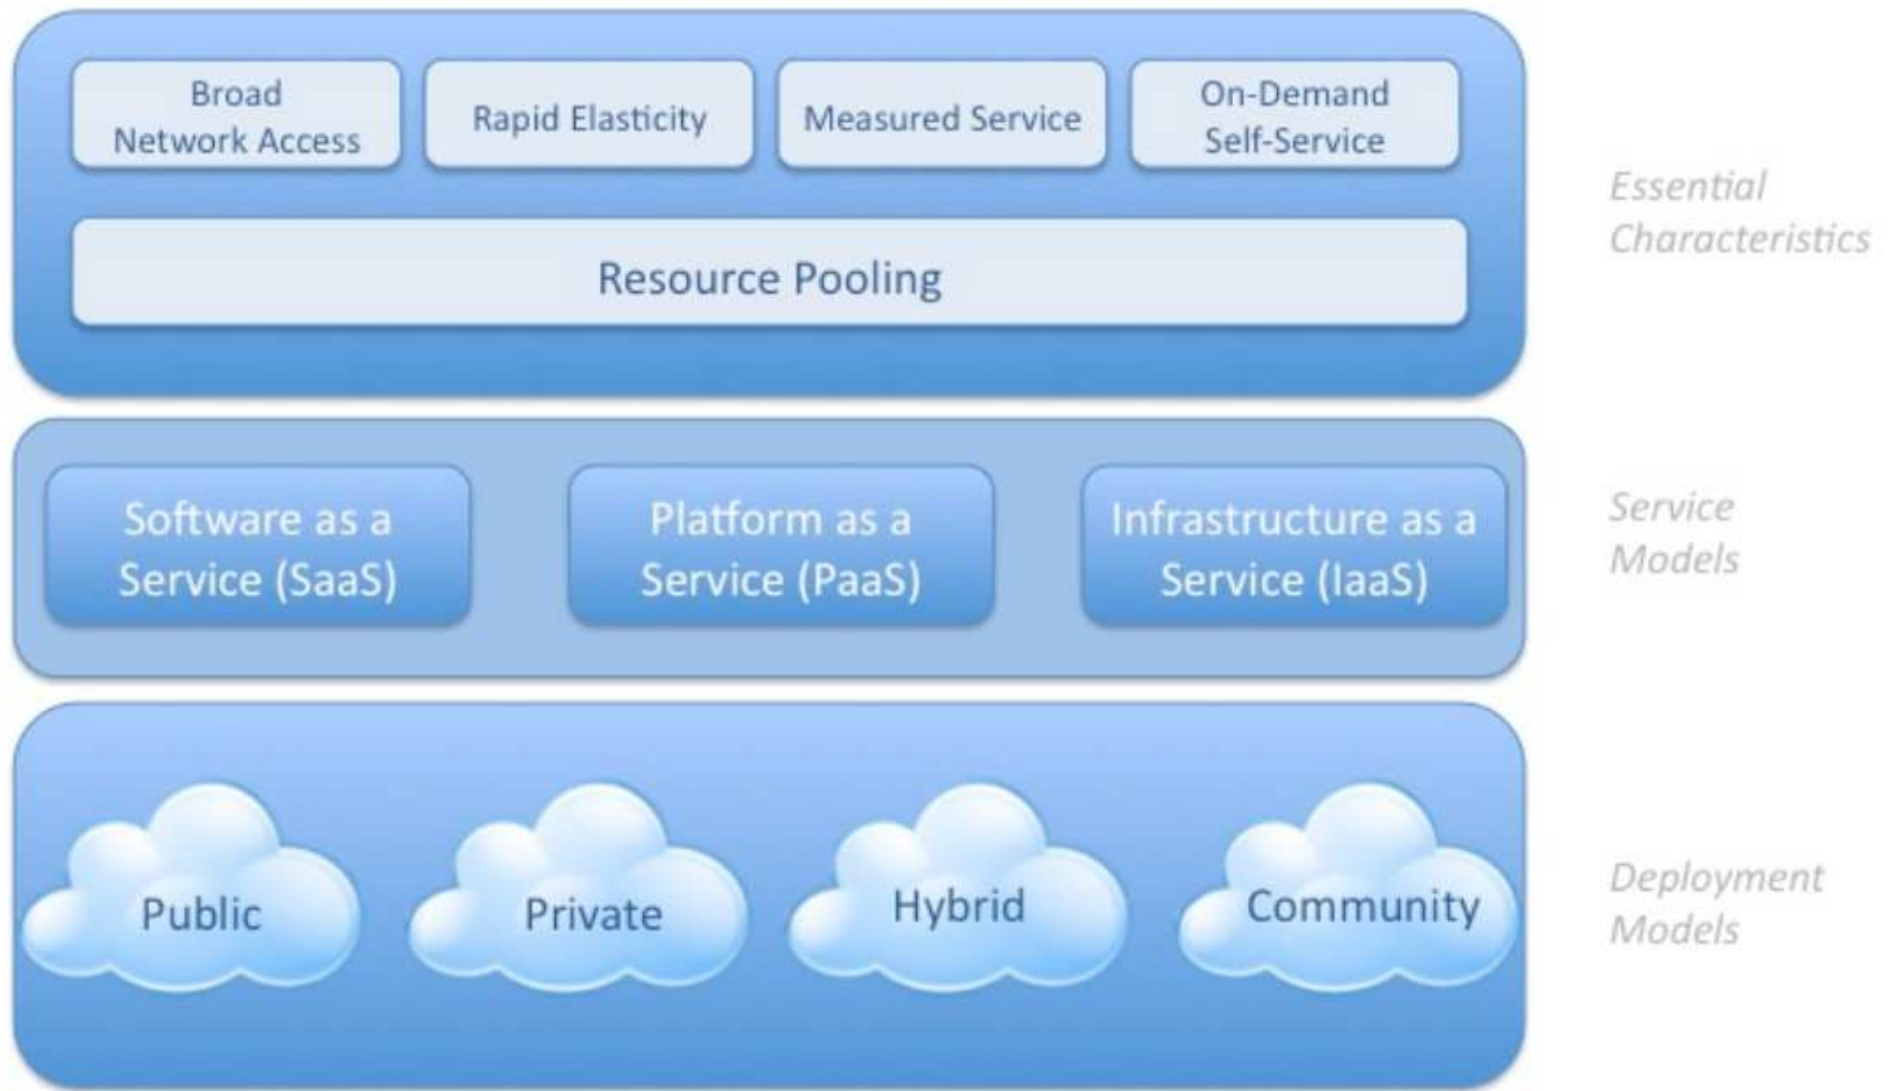 Broad
Network Access
Rapid Elasticity
Measured Service
On-Demand
Self-Service
Resource Pooling
Essential
Characteristics
Software as a
Service (SaaS)
Platform as a
Service (PaaS)
Infrastructure as a
Service (IaaS)
Service
Models
Public
Private
Hybrid
Community
Deployment
Models